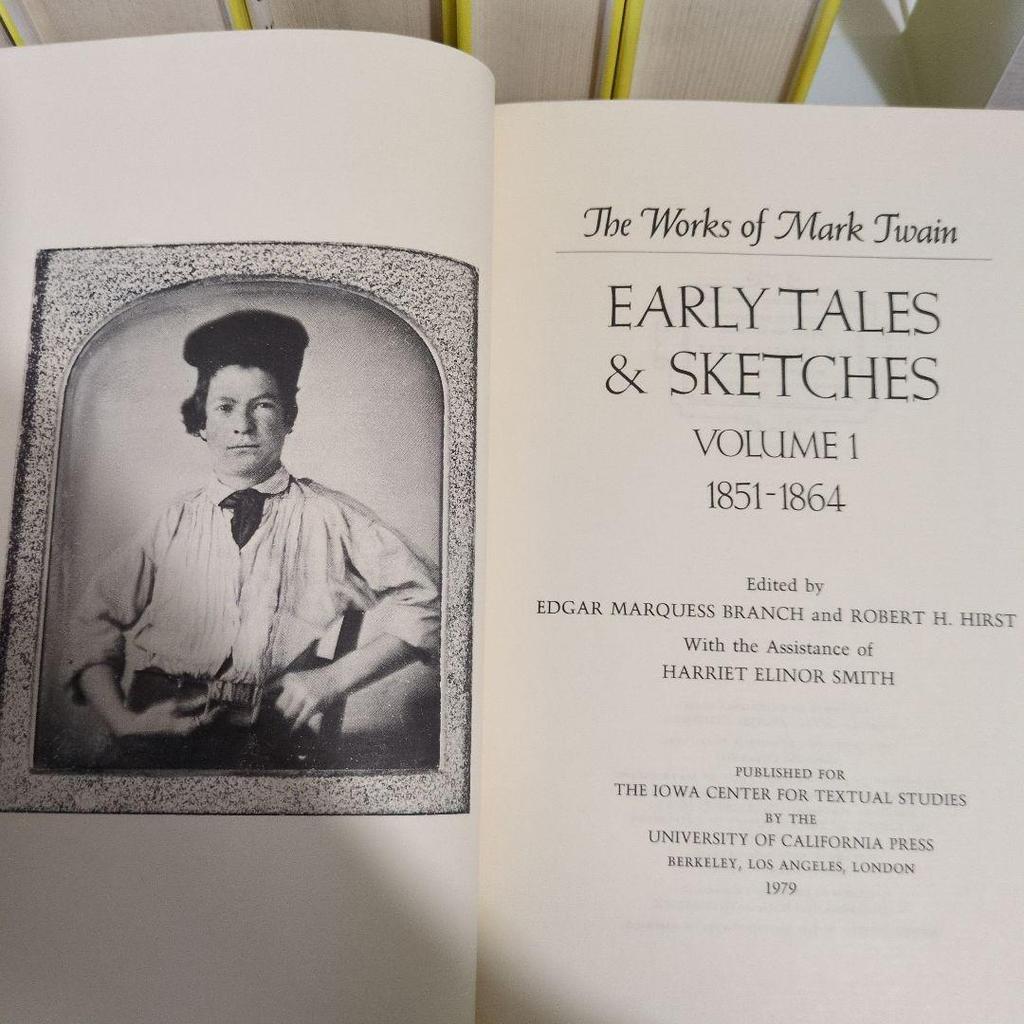 The Works of Mark Twain
EARLY TALES
& SKETCHES
VOLUME 1
1851-1864
Edited by
EDGAR MARQUESS BRANCH and ROBERT H. HIRST
With the Assistance of
HARRIET ELINOR SMITH
PUBLISHED FOR
THE IOWA CENTER FOR TEXTUAL STUDIES
BY THE
UNIVERSITY OF CALIFORNIA PRESS
BERKELEY, LOS ANGELES, LONDON
1979
SAM